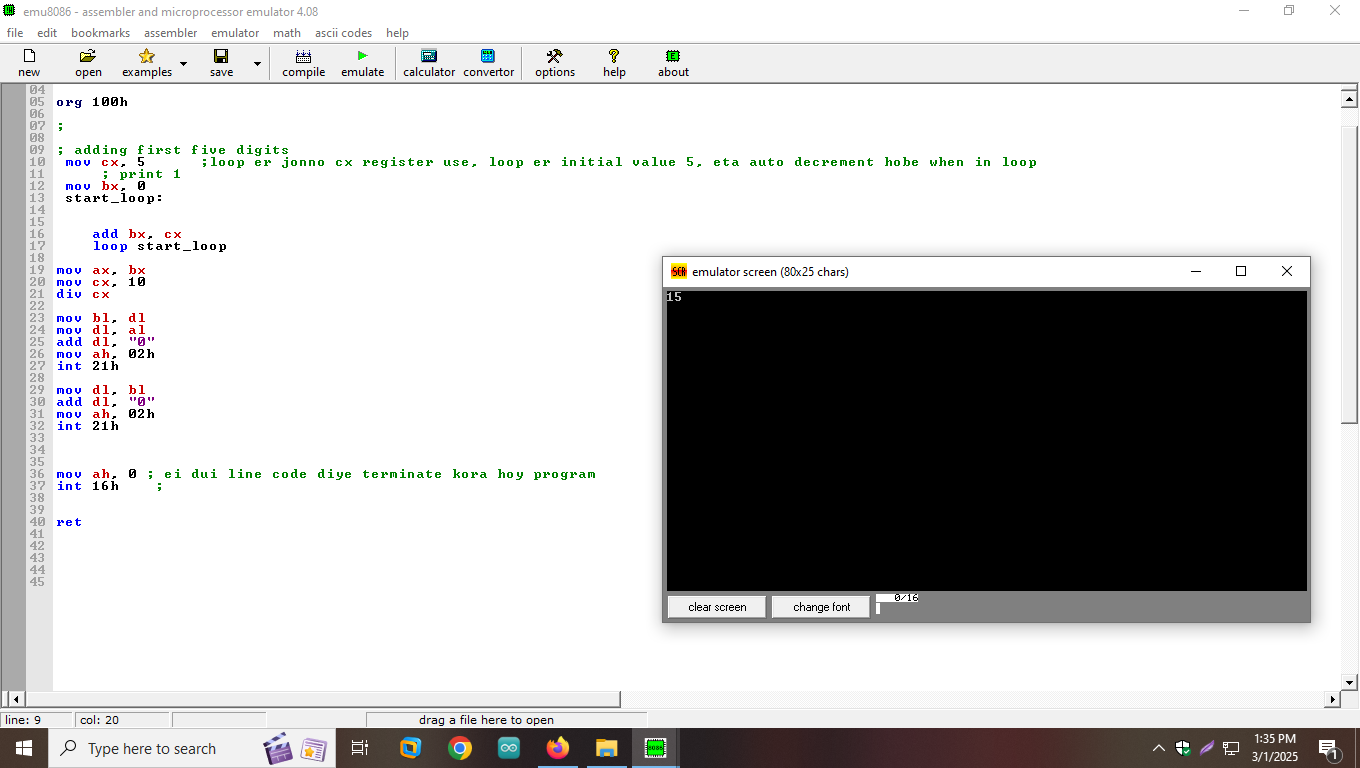 emu8086 - assembler and microprocessor emulator 4.08
file edit bookmarks assembler emulator math ascii codes help
new open examples save compile emulate calculator convertor options help about
04
05 org 100h
06
07 ;
08
09 ; adding first five digits
10 mov cx, 5 ;loop er jonno cx register use, loop er initial value 5, eta auto decrement hobe when in loop
11 ; print 1
12 mov bx, 0
13 start_loop:
14
15
16 add bx, cx
17 loop start_loop
18
19 mov ax, bx
20 mov cx, 10
21 div cx
22
23 mov bl, dl
24 mov dl, al
25 add dl, "0"
26 mov ah, 02h
27 int 21h
28
29 mov dl, bl
30 add dl, "0"
31 mov ah, 02h
32 int 21h
33
34
35
36 mov ah, 0 ; ei dui line code diye terminate kora hoy program
37 int 16h ;
38
39
40 ret
41
42
43
44
45
SCR emulator screen (80x25 chars)
15
clear screen change font 0/16
line: 9 col: 20 drag a file here to open
Type here to search
8086
1:35 PM
3/1/2025
1